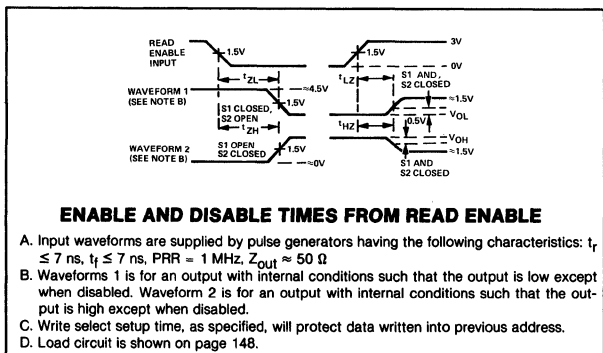 READ
ENABLE
INPUT
1.5V
1.5V
3V
0V
tZL
tLZ
S1 AND,
S2 CLOSED
WAVEFORM 1
(SEE NOTE B)
≈4.5V
1.5V
≈1.5V
S1 CLOSED,
S2 OPEN
VOL
tZH
tHZ
0.5V
VOH
WAVEFORM 2
(SEE NOTE B)
S1 OPEN
S2 CLOSED
1.5V
≈0V
≈1.5V
S1 AND
S2 CLOSED
ENABLE AND DISABLE TIMES FROM READ ENABLE
A. Input waveforms are supplied by pulse generators having the following characteristics: tr
≤ 7 ns, tf ≤ 7 ns, PRR = 1 MHz, Zout ≈ 50 Ω
B. Waveforms 1 is for an output with internal conditions such that the output is low except
when disabled. Waveform 2 is for an output with internal conditions such that the out-
put is high except when disabled.
C. Write select setup time, as specified, will protect data written into previous address.
D. Load circuit is shown on page 148.